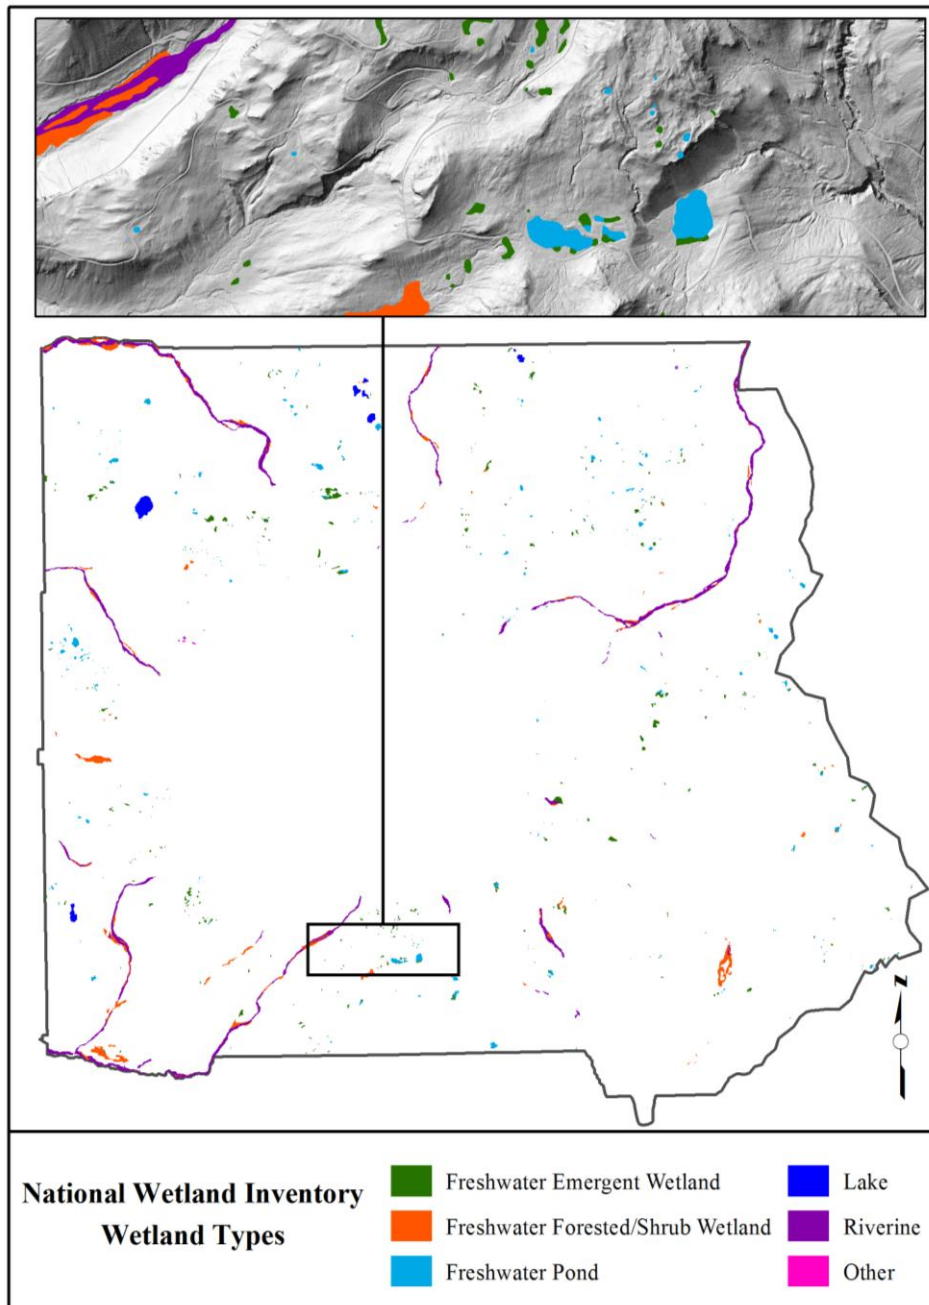 N
National Wetland Inventory
Wetland Types
Freshwater Emergent Wetland
Freshwater Forested/Shrub Wetland
Freshwater Pond
Lake
Riverine
Other